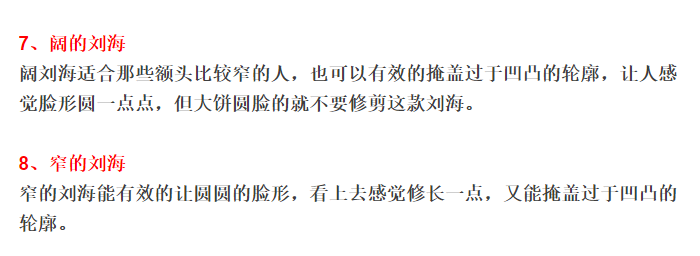 7、阔的刘海
阔刘海适合那些额头比较窄的人，也可以有效的掩盖过于凹凸的轮廓，让人感
觉脸形圆一点点，但大饼圆脸的就不要修剪这款刘海。
8、窄的刘海
窄的刘海能有效的让圆圆的脸形，看上去感觉修长一点，又能掩盖过于凹凸的
轮廓。